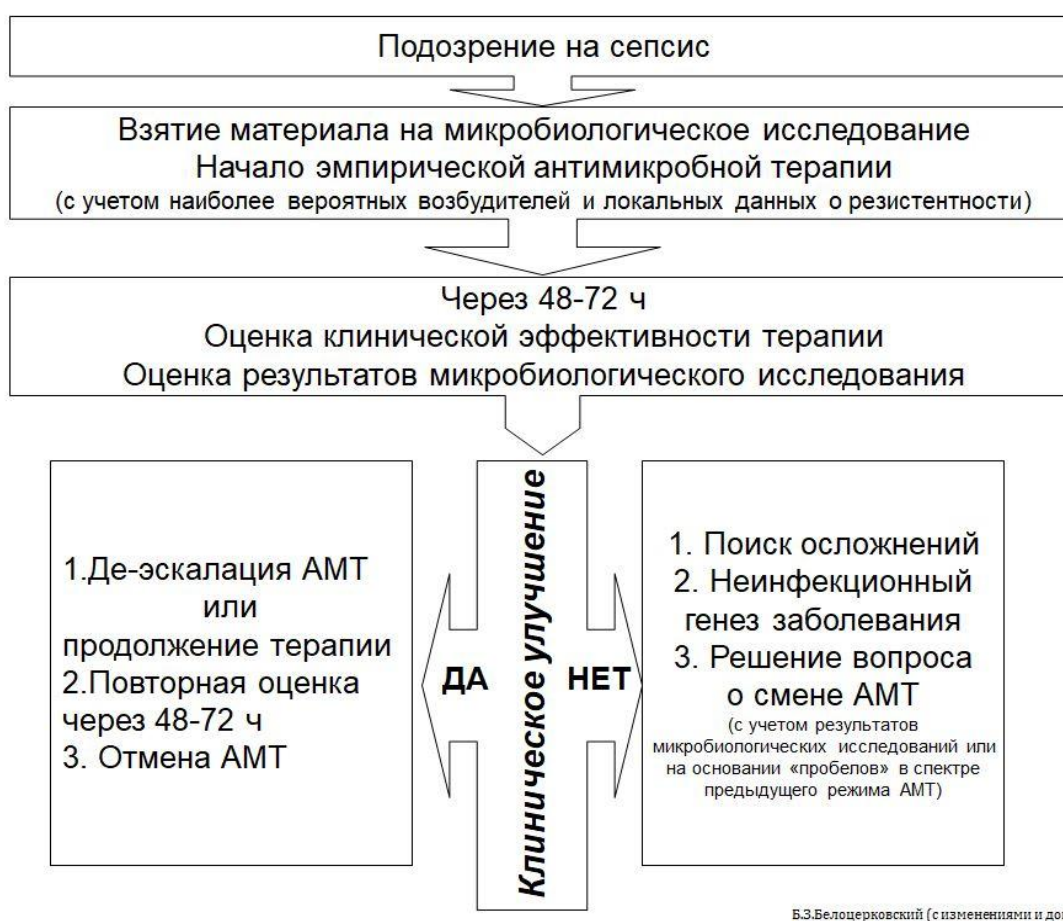 Подозрение на сепсис
Взятие материала на микробиологическое исследование
Начало эмпирической антимикробной терапии
(с учетом наиболее вероятных возбудителей и локальных данных о резистентности)
Через 48-72 ч
Оценка клинической эффективности терапии
Оценка результатов микробиологического исследования
1.Де-эскалация АМТ
или
продолжение терапии
2.Повторная оценка
через 48-72 ч
3. Отмена АМТ
ДА
Клиническое улучшение
НЕТ
1. Поиск осложнений
2. Неинфекционный
генез заболевания
3. Решение вопроса
о смене АМТ
(с учетом результатов
микробиологических исследований или
на основании «пробелов» в спектре
предыдущего режима АМТ)
Б.З.Белоцерковский (с изменениями и до